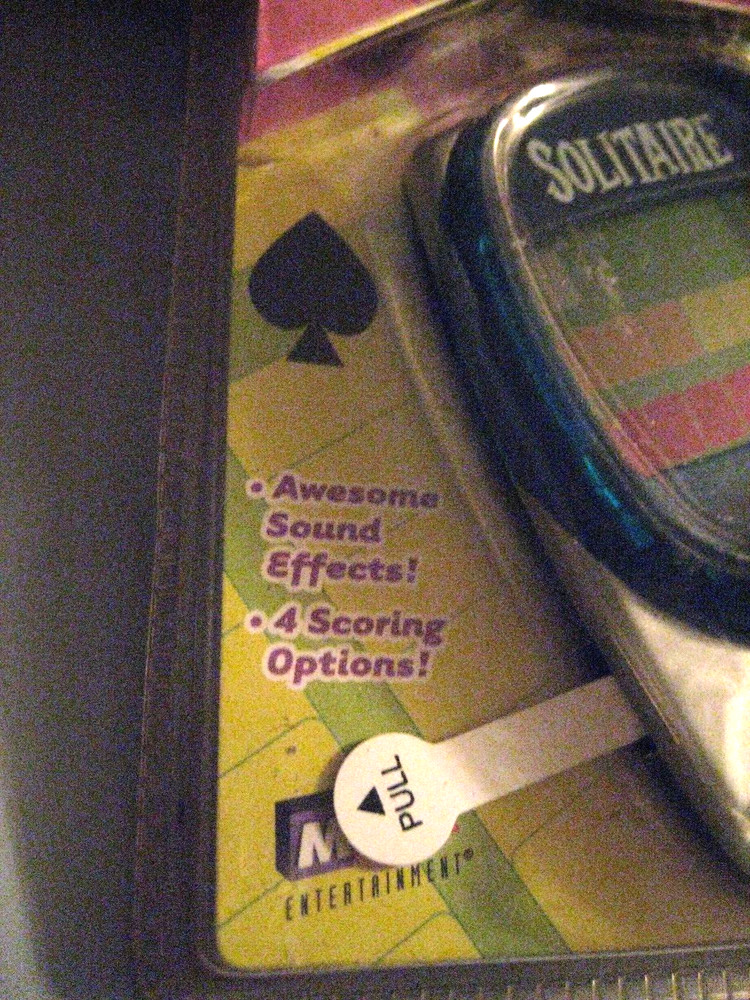 SOLITAIRE
• Awesome
Sound
Effects!
• 4 Scoring
Options!
PULL
M
ENTERTAINMENT®